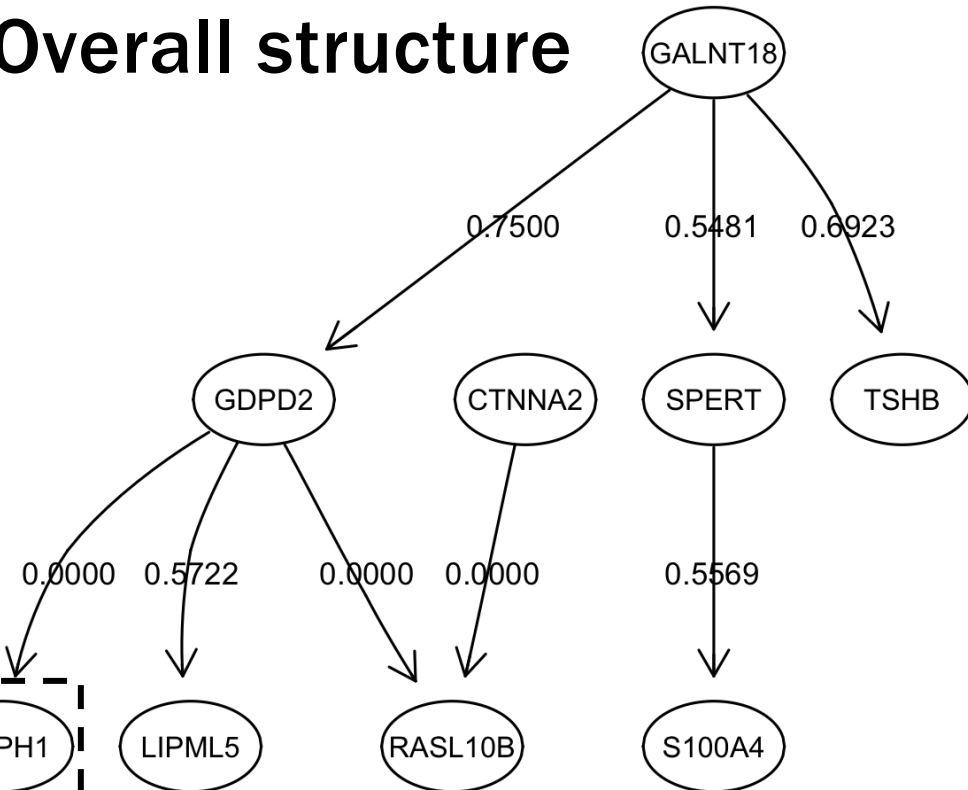 Overall structure
GALNT18
0.7500 0.5481 0.6923
GDPD2 CTNNA2 SPERT TSHB
0.0000 0.5722 0.0000 0.0000 0.5569
LIPML5 RASL10B S100A4